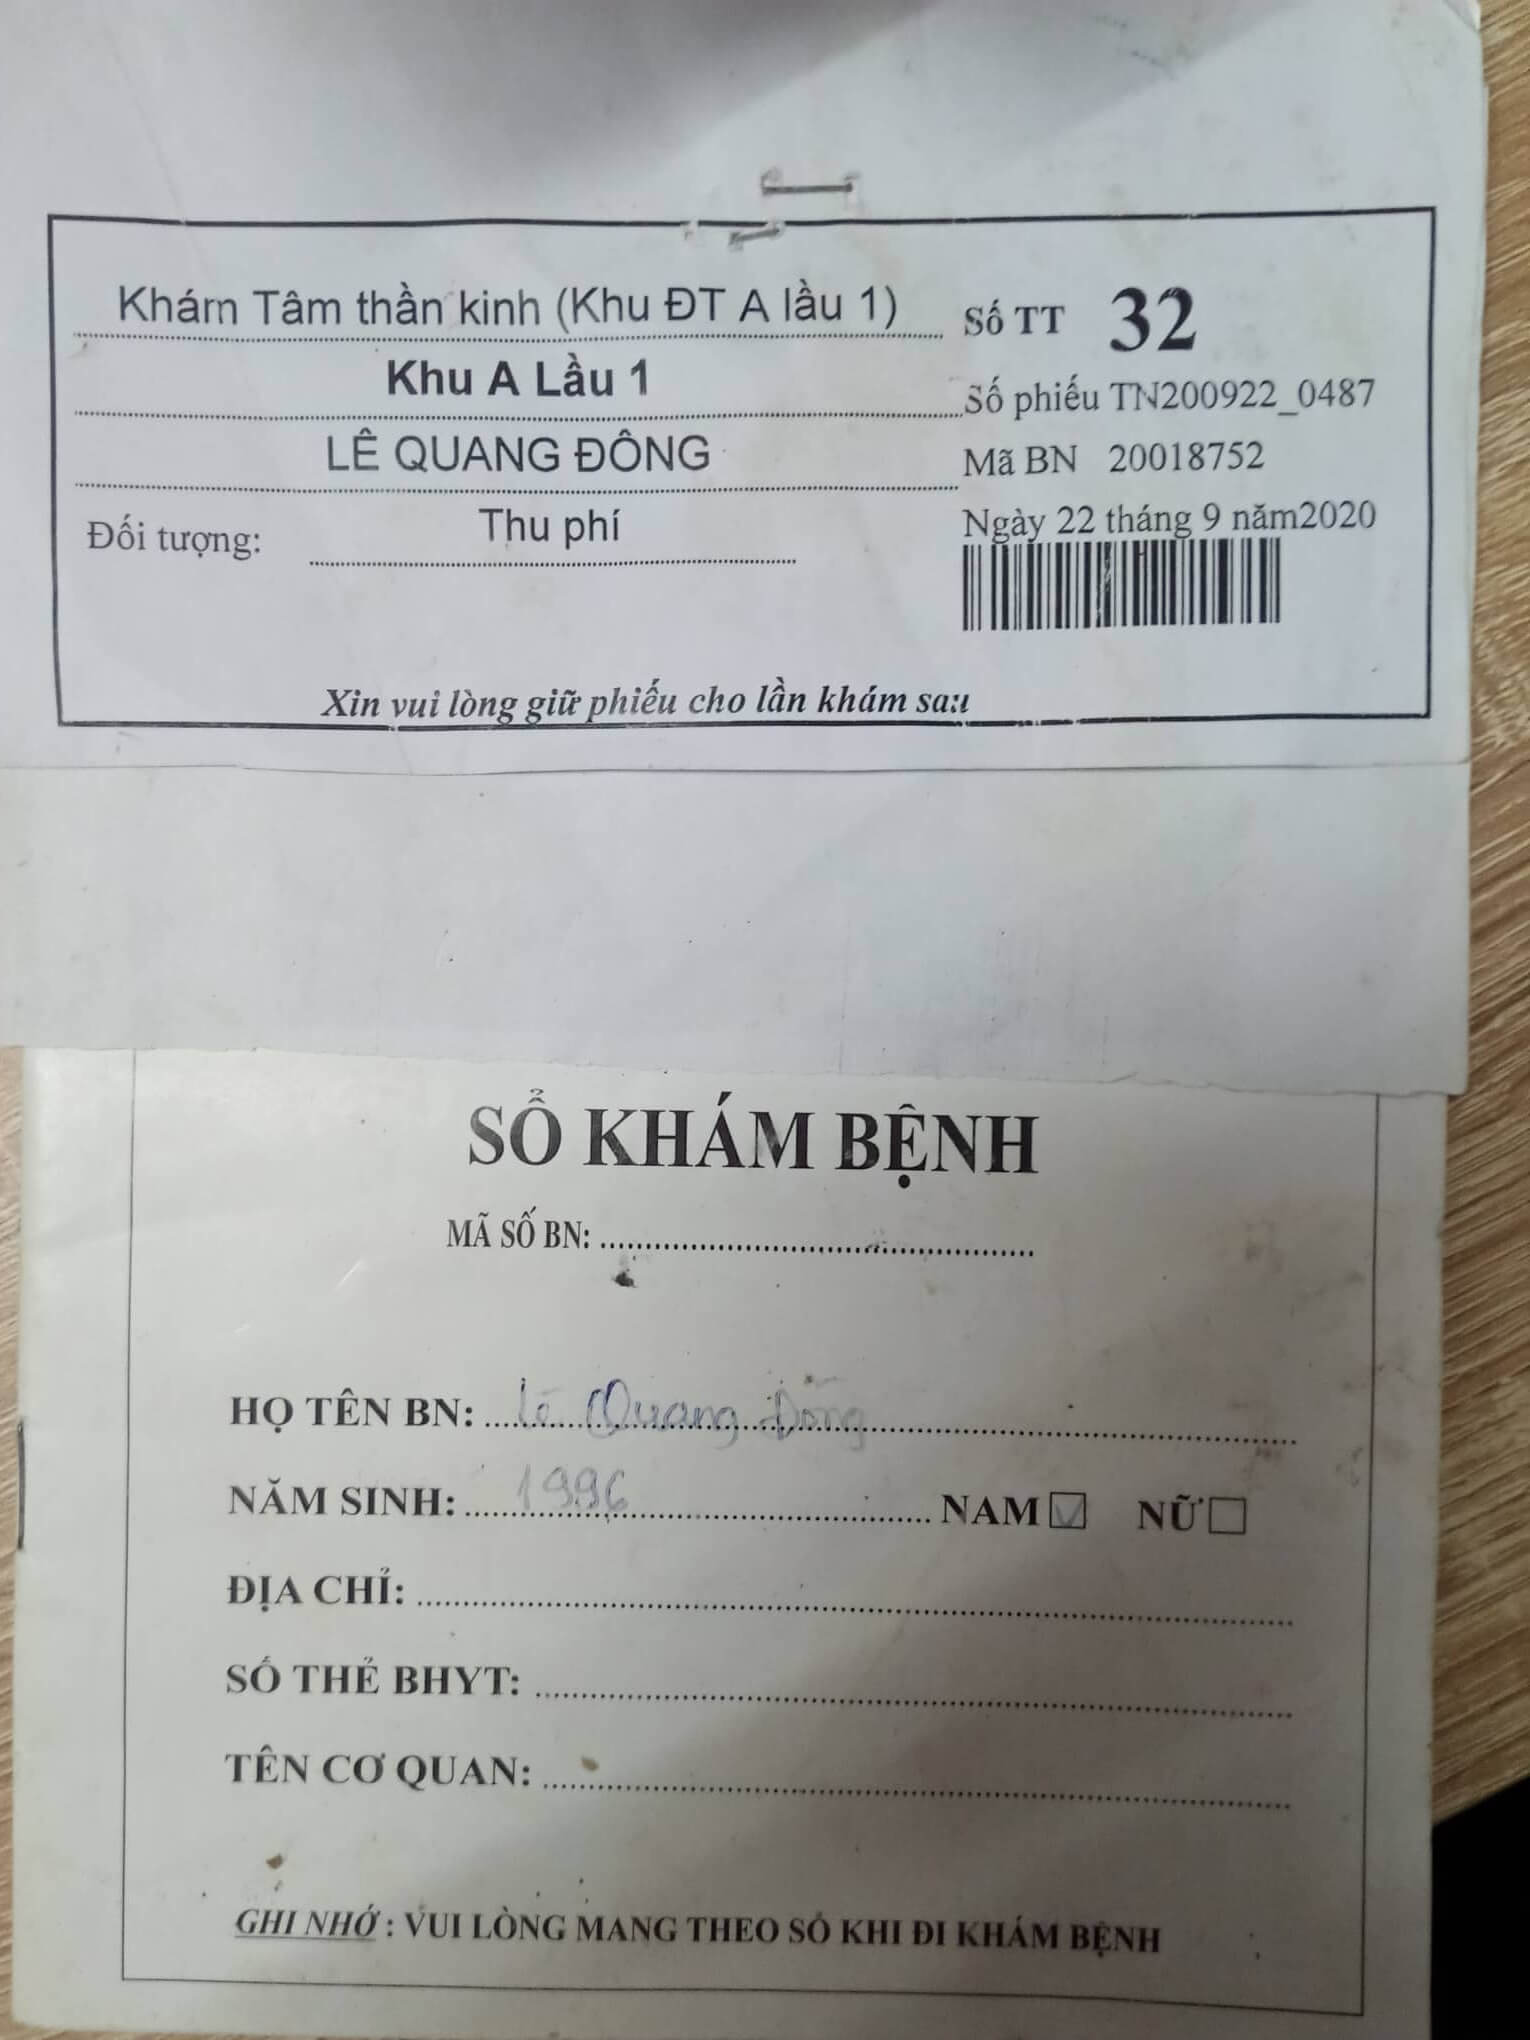 Khám Tâm thần kinh (Khu ĐT A lầu 1)
Số TT 32
Khu A Lầu 1
Số phiếu TN200922_0487
LÊ QUANG ĐÔNG
Mã BN 20018752
Đối tượng: Thu phí
Ngày 22 tháng 9 năm2020
Xin vui lòng giữ phiếu cho lần khám sau
SỔ KHÁM BỆNH
MÃ SỐ BN:
HỌ TÊN BN: Lê Quang Đông
NĂM SINH: 1996 NAM NỮ
ĐỊA CHỈ:
SỐ THẺ BHYT:
TÊN CƠ QUAN:
GHI NHỚ : VUI LÒNG MANG THEO SỔ KHI ĐI KHÁM BỆNH